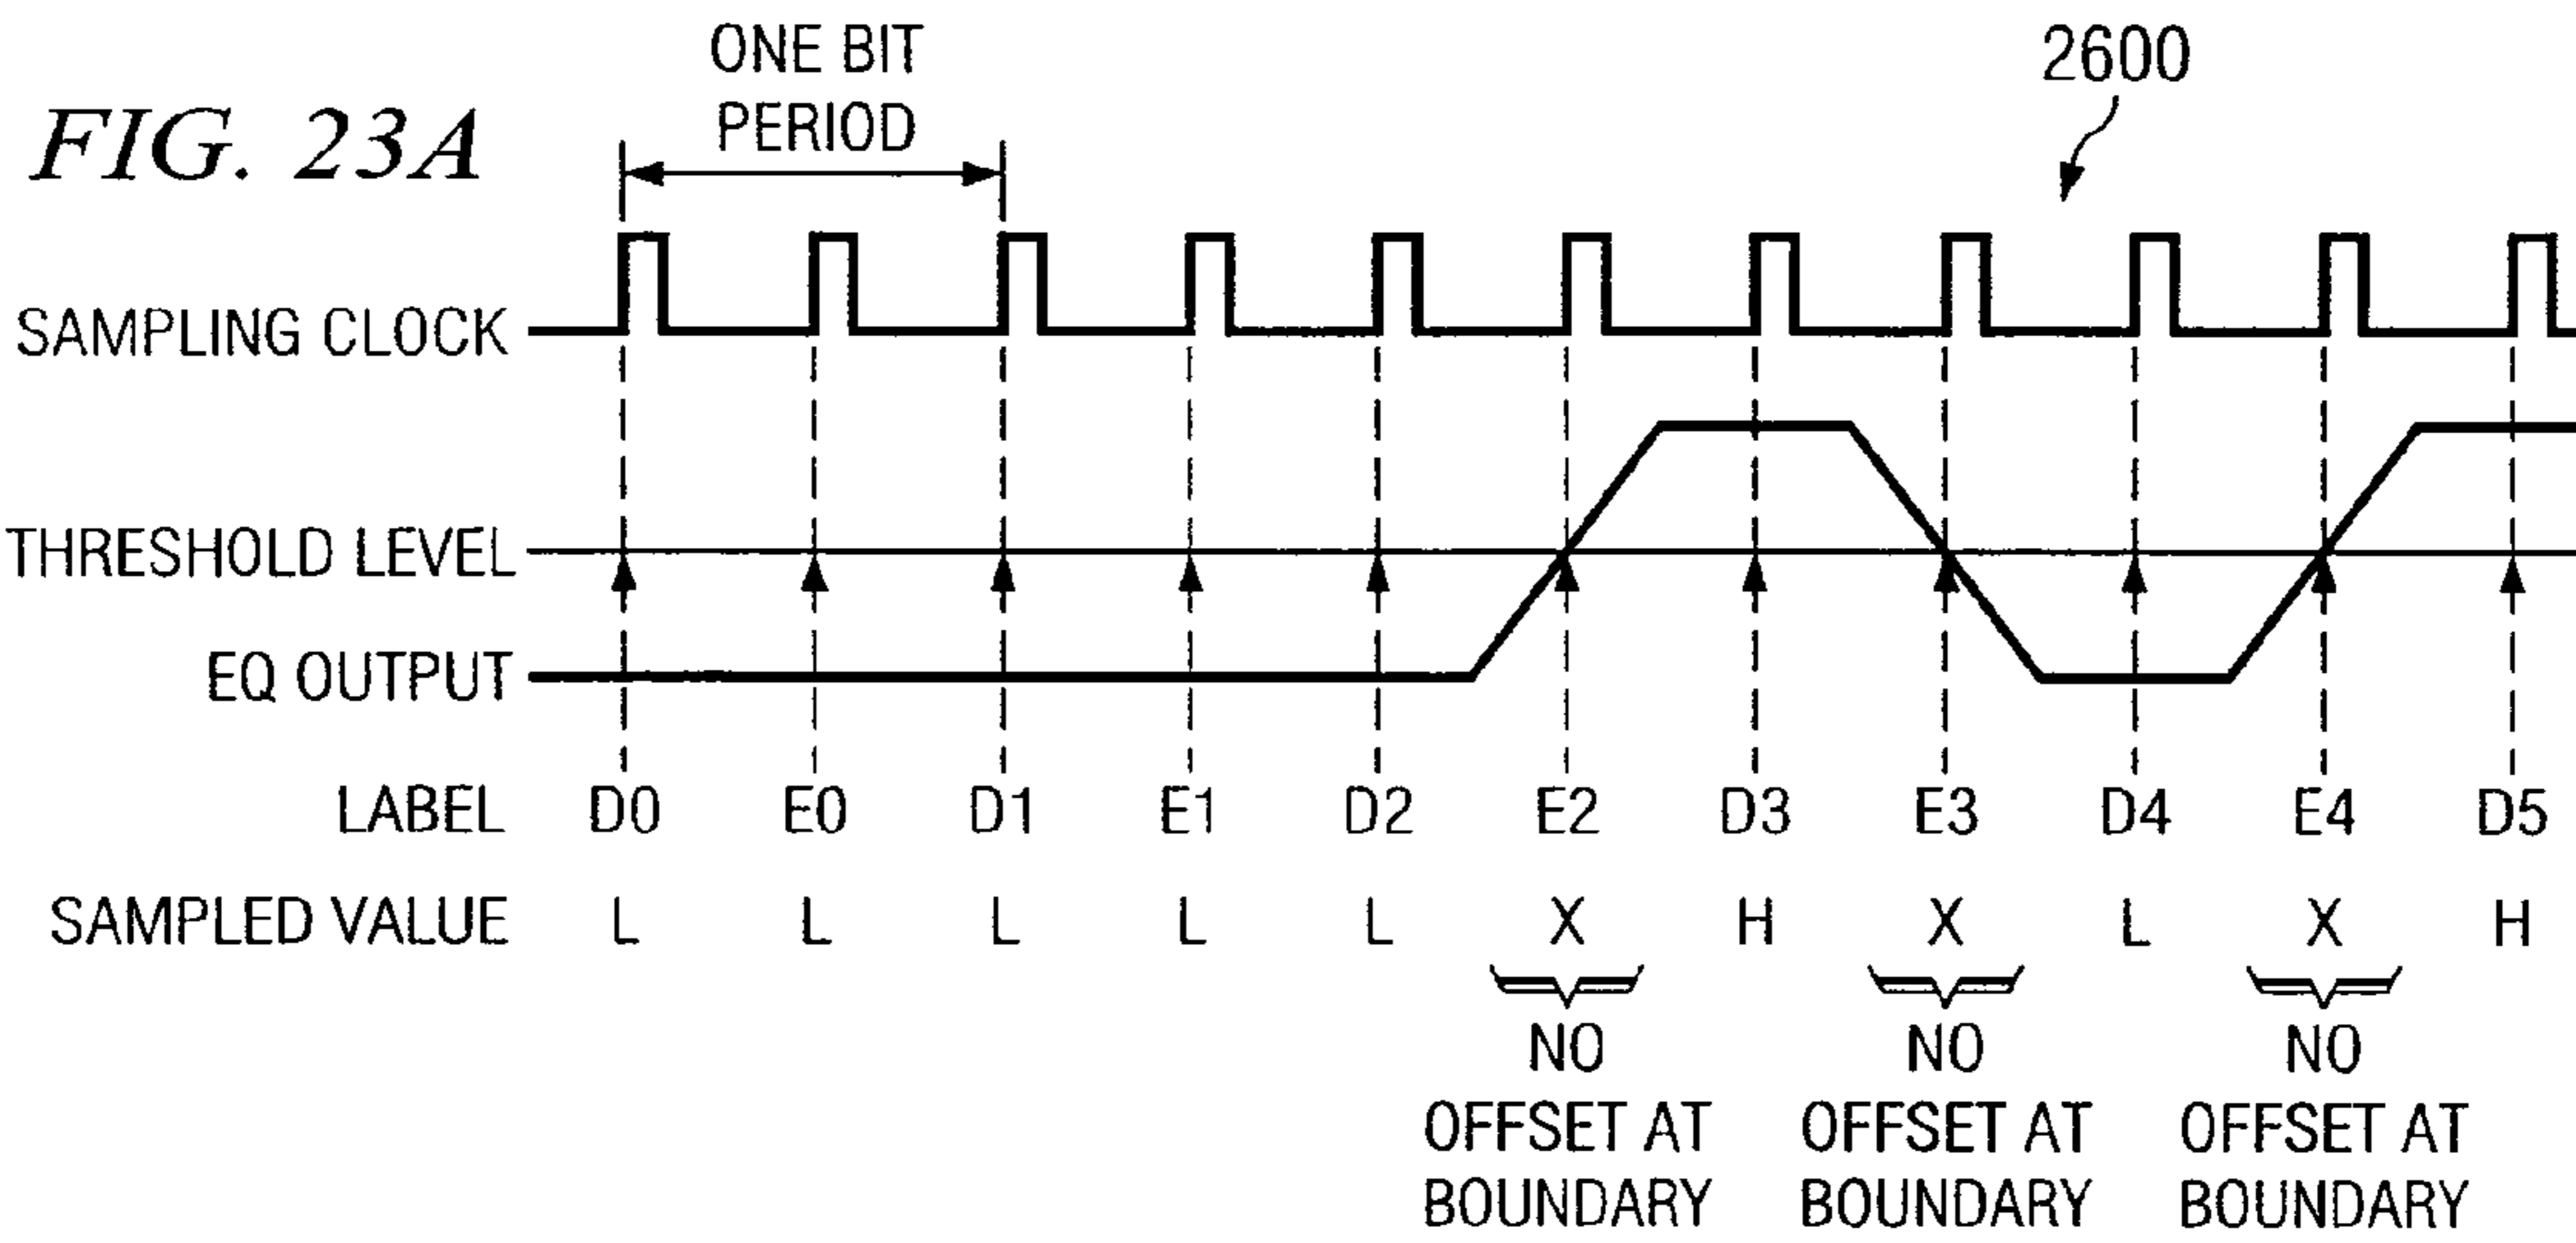 FIG. 23A
ONE BIT
PERIOD
2600
SAMPLING CLOCK
THRESHOLD LEVEL
EQ OUTPUT
LABEL D0 E0 D1 E1 D2 E2 D3 E3 D4 E4 D5
SAMPLED VALUE L L L L L X H X L X H
NO NO NO
OFFSET AT OFFSET AT OFFSET AT
BOUNDARY BOUNDARY BOUNDARY